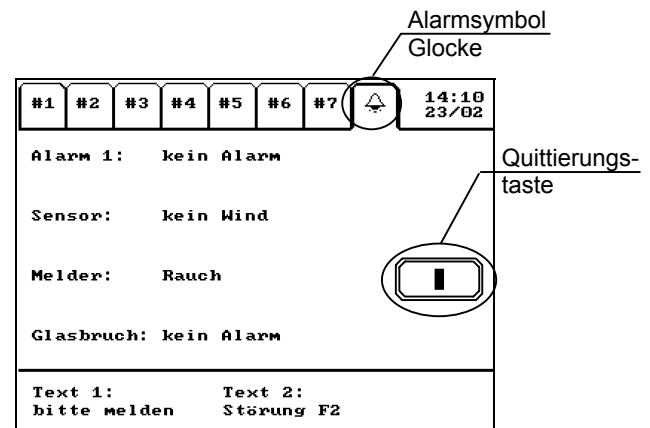 Alarmsymbol
Glocke
#1 #2 #3 #4 #5 #6 #7 14:10
23/02
Alarm 1: kein Alarm
Quittierungs-
taste
Sensor: kein Wind
Melder: Rauch
Glasbruch: kein Alarm
Text 1: Text 2:
bitte melden Störung F2